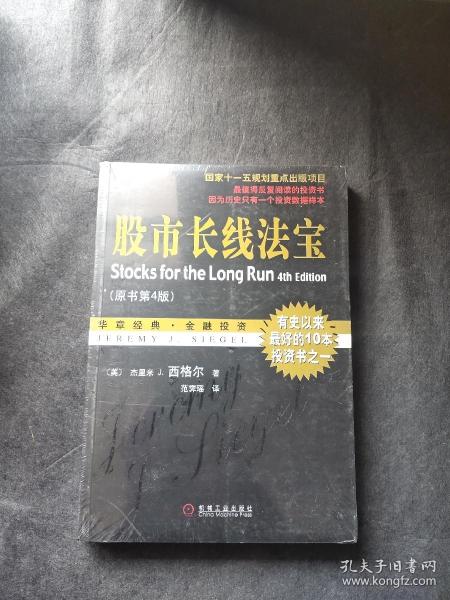 国家十一五规划重点出版项目
最值得反复阅读的投资书
因为历史只有一个投资数据样本
股市长线法宝
Stocks for the Long Run 4th Edition
(原书第4版)
华章经典·金融投资
JEREMY J. SIEGEL
有史以来
最好的10本
投资书之一
(美) 杰里米 J. 西格尔 著
范霁瑶 译
Jeremy
J. Siegel
机械工业出版社
China Machine Press
孔夫子旧书网
www.kongfz.com